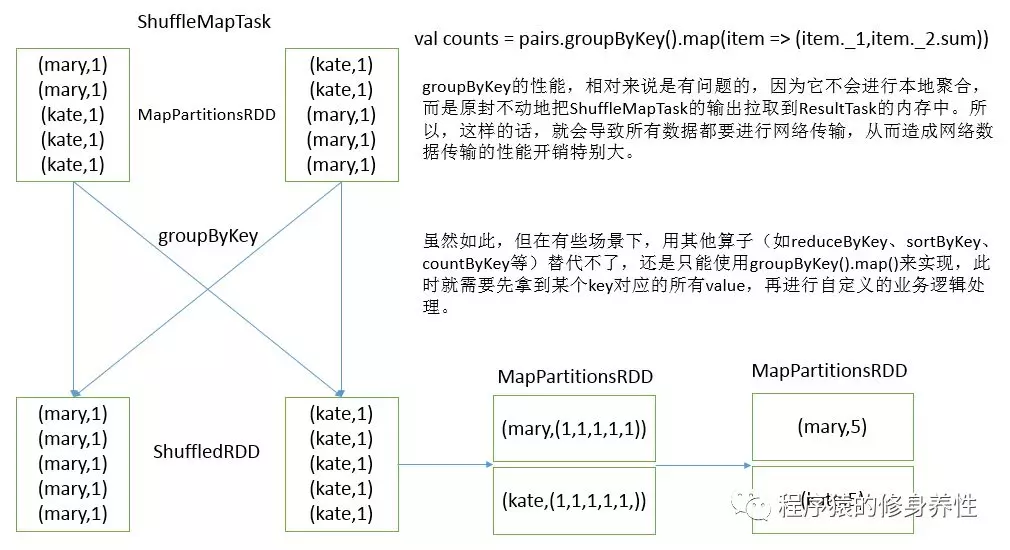 ShuffleMapTask
(mary,1)
(mary,1)
(kate,1)
(kate,1)
(kate,1)
MapPartitionsRDD
(kate,1)
(kate,1)
(mary,1)
(mary,1)
(mary,1)
val counts = pairs.groupByKey().map(item => (item._1,item._2.sum))
groupByKey的性能，相对来说是有问题的，因为它不会进行本地聚合，
而是原封不动地把ShuffleMapTask的输出拉取到ResultTask的内存中。所
以，这样的话，就会导致所有数据都要进行网络传输，从而造成网络数
据传输的性能开销特别大。
groupByKey
虽然如此，但在有些场景下，用其他算子（如reduceByKey、sortByKey、
countByKey等）替代不了，还是只能使用groupByKey().map()来实现，此
时就需要先拿到某个key对应的所有value，再进行自定义的业务逻辑处
理。
(mary,1)
(mary,1)
(mary,1)
(mary,1)
(mary,1)
ShuffledRDD
(kate,1)
(kate,1)
(kate,1)
(kate,1)
(kate,1)
MapPartitionsRDD
(mary,(1,1,1,1,1))
(kate,(1,1,1,1,1,))
MapPartitionsRDD
(mary,5)
(kate,5)
程序猿的修身养性